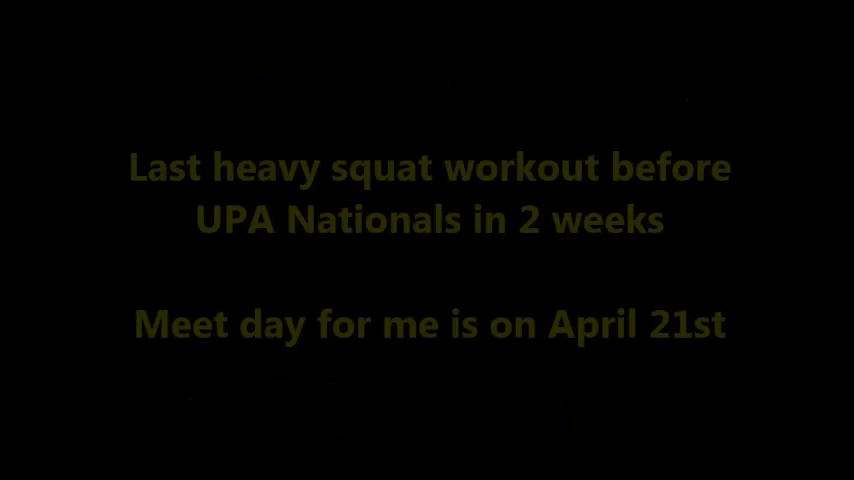 Last heavy squat workout before
UPA Nationals in 2 weeks
Meet day for me is on April 21st